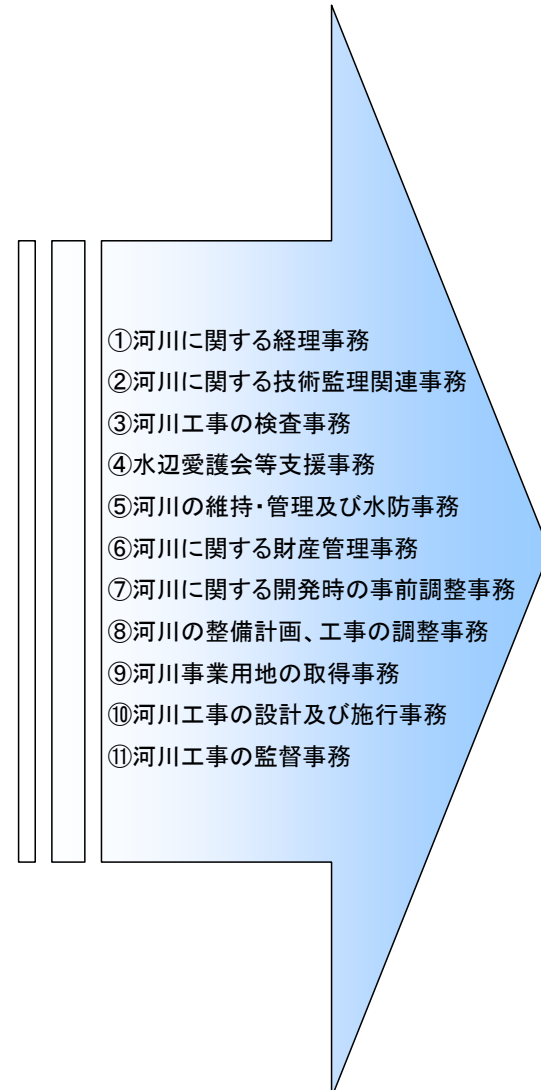 ①河川に関する経理事務
②河川に関する技術監理関連事務
③河川工事の検査事務
④水辺愛護会等支援事務
⑤河川の維持・管理及び水防事務
⑥河川に関する財産管理事務
⑦河川に関する開発時の事前調整事務
⑧河川の整備計画、工事の調整事務
⑨河川事業用地の取得事務
⑩河川工事の設計及び施行事務
⑪河川工事の監督事務